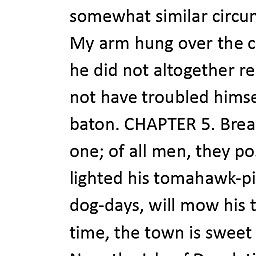 somewhat similar circun
My arm hung over the c
he did not altogether re
not have troubled himse
baton. CHAPTER 5. Brea
one; of all men, they po
lighted his tomahawk-pi
dog-days, will mow his t
time, the town is sweet